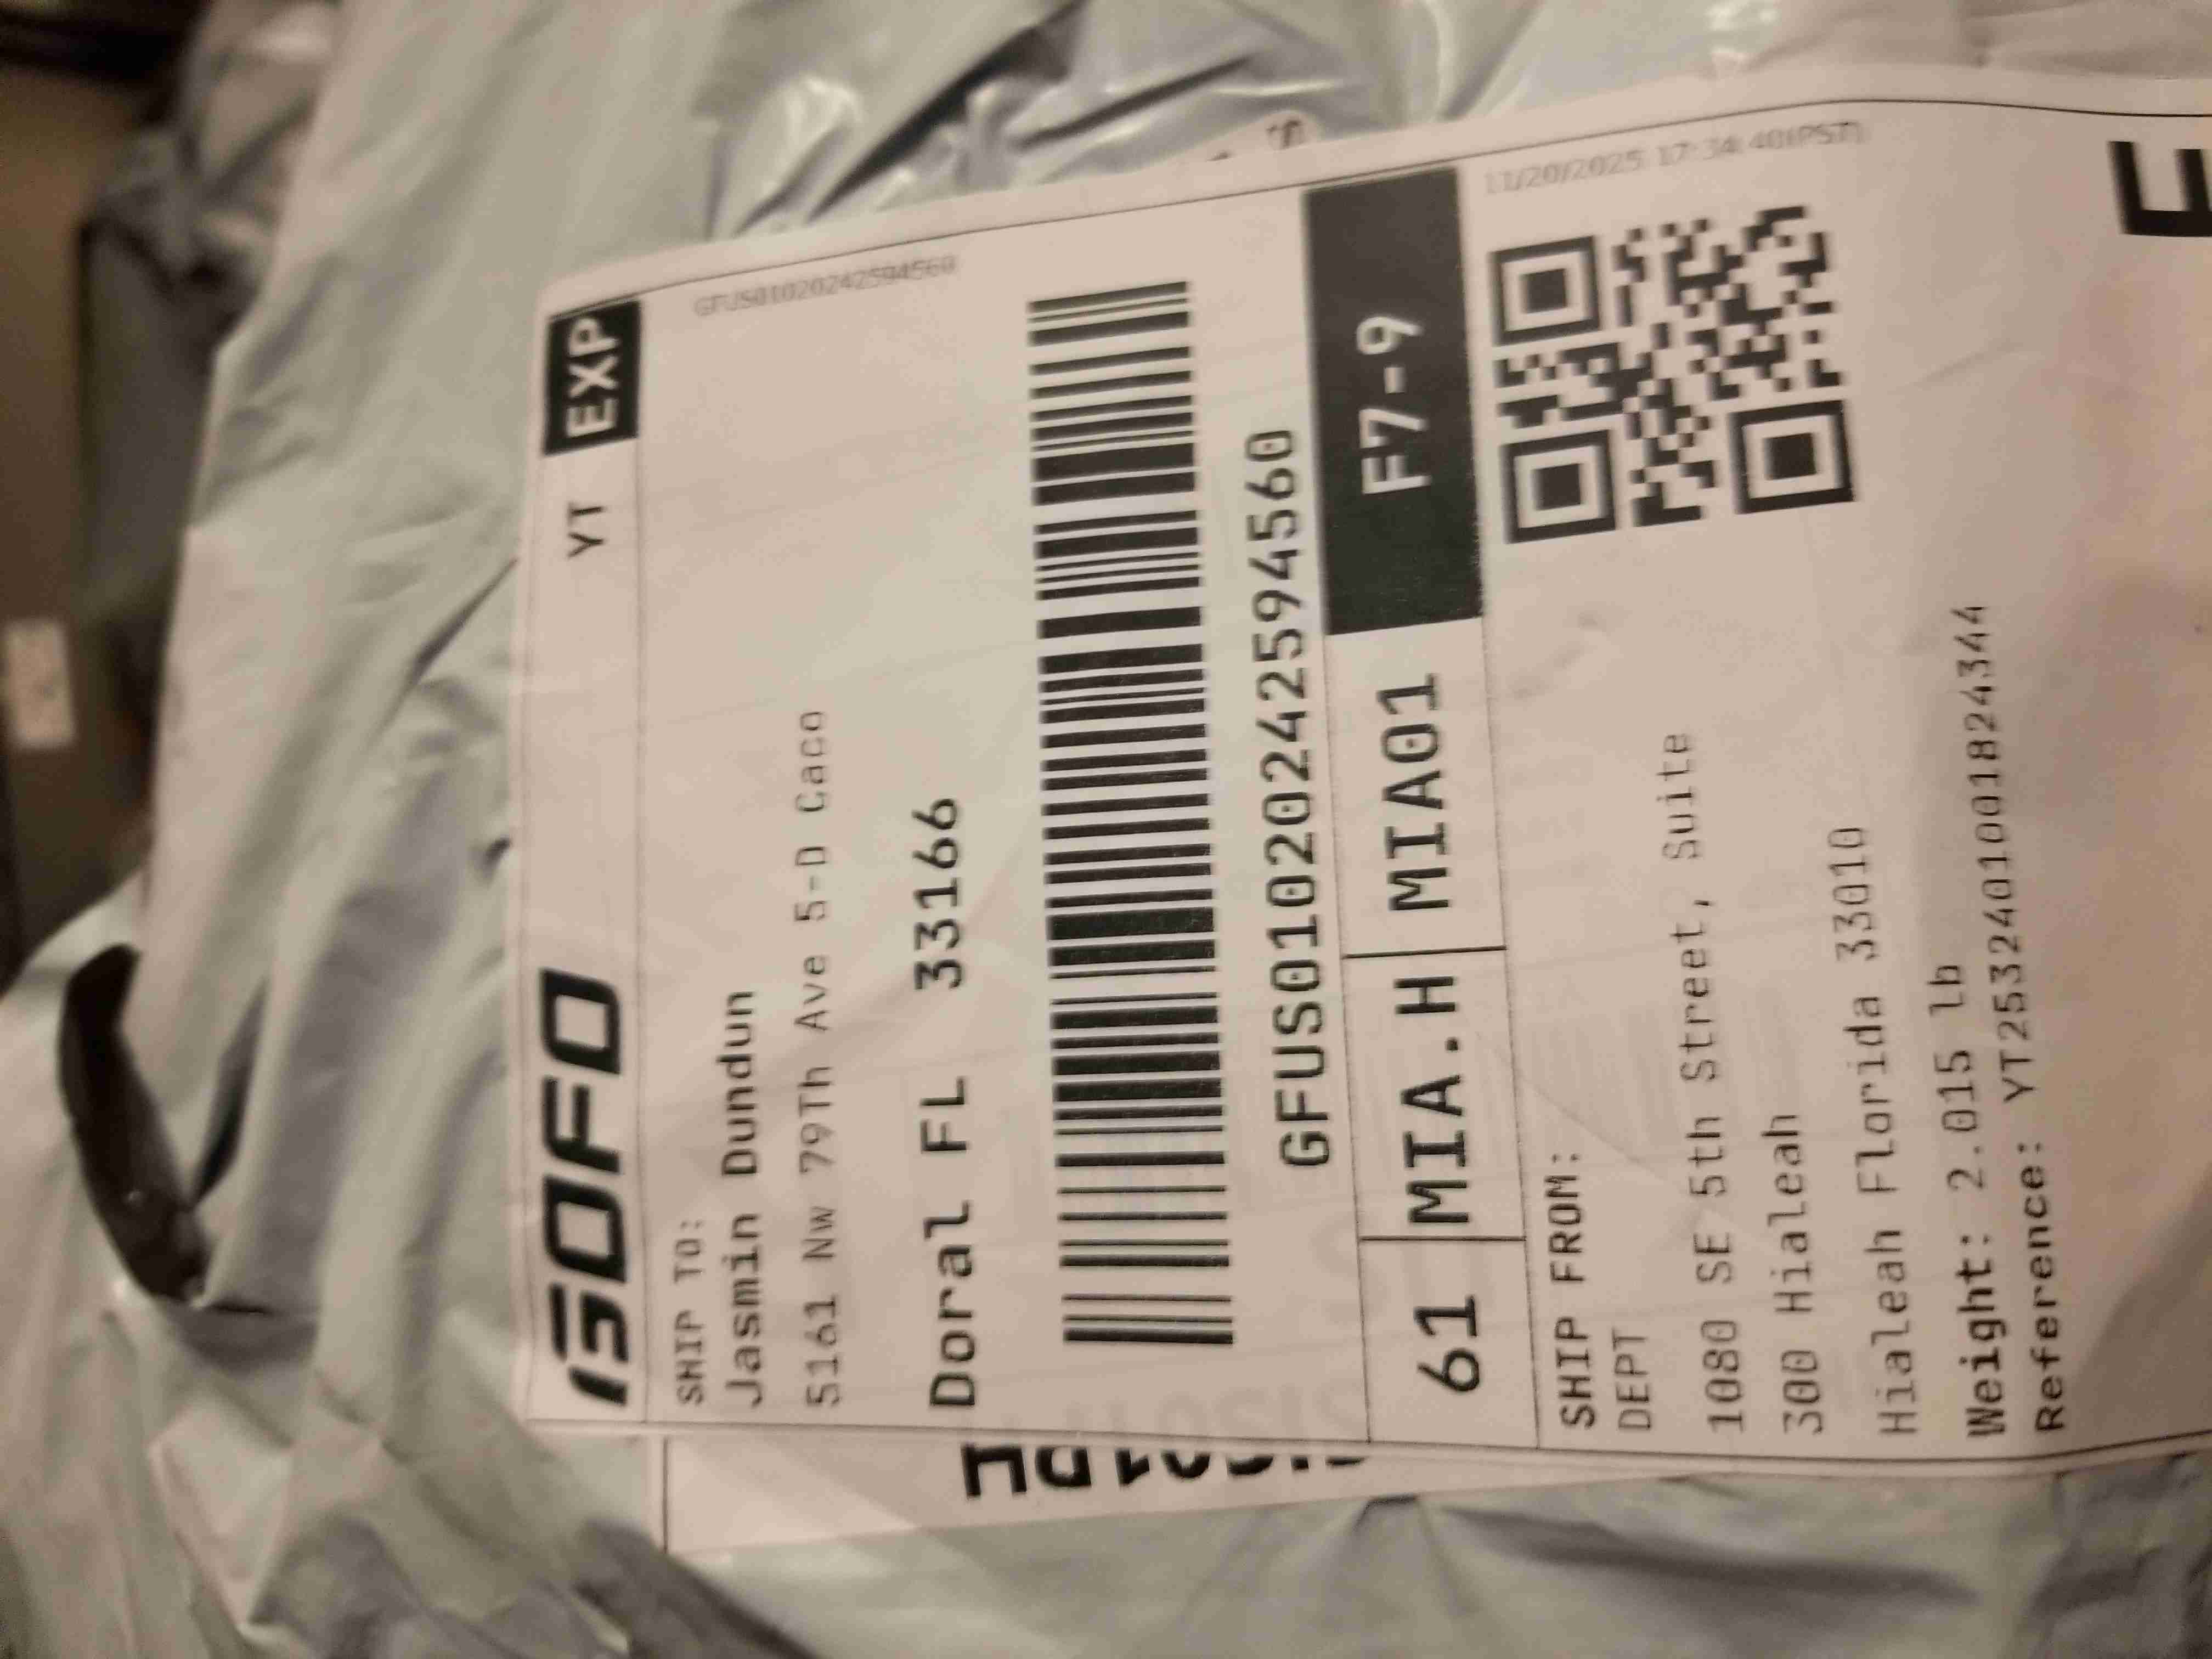 GOFO YT EXP
GFUS01020242594560
SHIP TO:
Jasmin Dundun
5161 Nw 79Th Ave 5-D Caco
Doral FL 33166
GFUS01020242594560
61 MIA.H MIA01 F7-9
11/20/2025 17:34:40(PST)
SHIP FROM:
DEPT
1080 SE 5th Street, Suite
300 Hialeah
Hialeah Florida 33010
Weight: 2.015 lb
Reference: YT2532401001824344